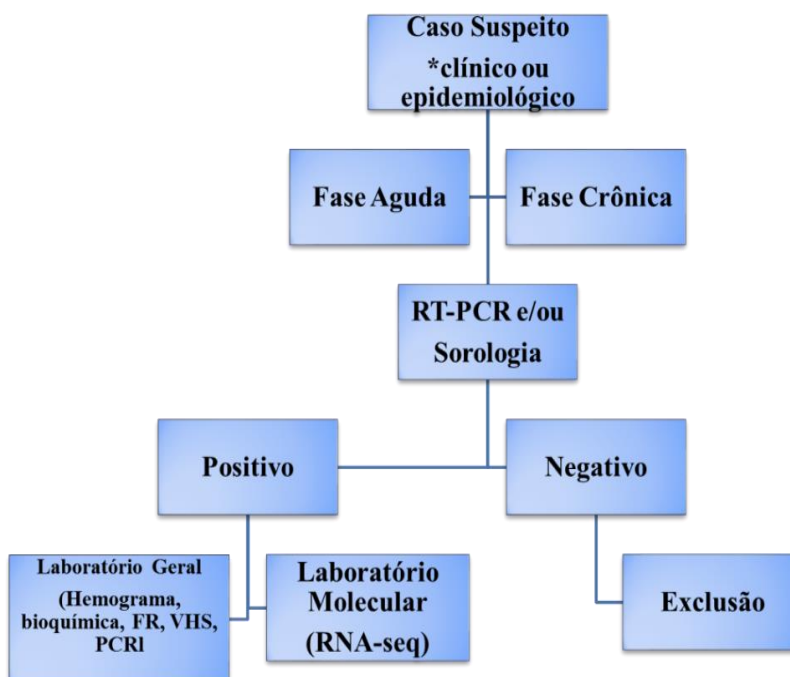 Caso Suspeito
*clínico ou
epidemiológico
Fase Aguda
Fase Crônica
RT-PCR e/ou
Sorologia
Positivo
Negativo
Laboratório Geral
(Hemograma,
bioquímica, FR, VHS,
PCRl
Laboratório
Molecular
(RNA-seq)
Exclusão